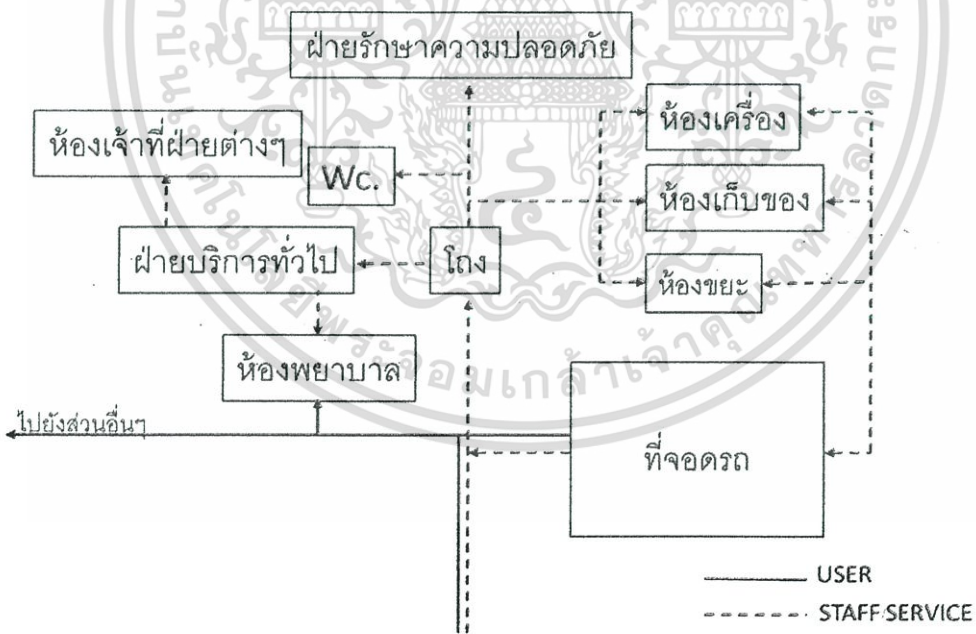 ฝ่ายรักษาความปลอดภัย
ห้องเจ้าที่ฝ่ายต่างๆ
Wc.
ห้องเครื่อง
ห้องเก็บของ
ฝ่ายบริการทั่วไป
โถง
ห้องขยะ
ห้องพยาบาล
ไปยังส่วนอื่นๆ
ที่จอดรถ
USER
STAFF SERVICE